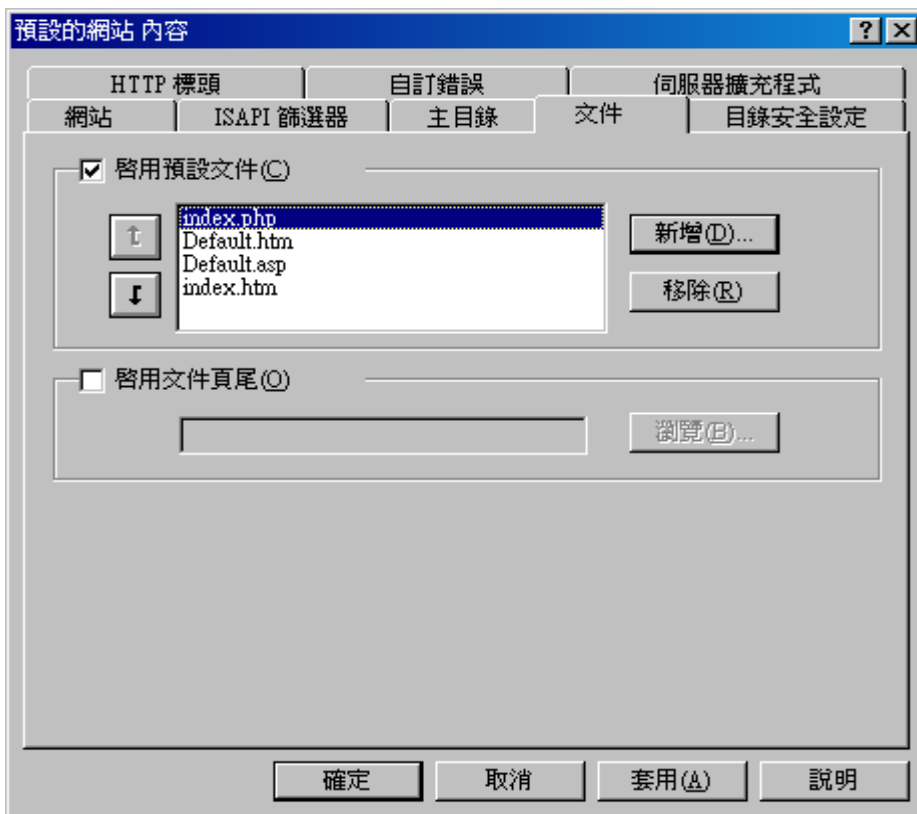 預設的網站 內容
HTTP 標頭 自訂錯誤 伺服器擴充程式
網站 ISAPI 篩選器 主目錄 文件 目錄安全設定
啓用預設文件(C)
index.php
Default.htm
Default.asp
index.htm
新增(D)...
移除(R)
啓用文件頁尾(O)
瀏覽(B)...
確定 取消 套用(A) 說明